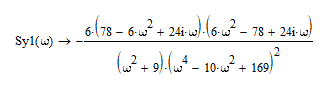 Sy1(ω) → - 6·(78 - 6·ω² + 24i·ω)·(6·ω² - 78 + 24i·ω) / (ω² + 9)·(ω⁴ - 10·ω² + 169)²